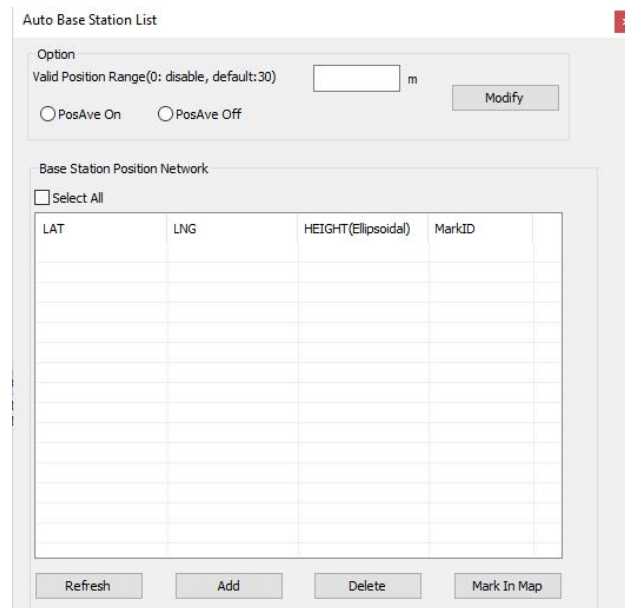 Auto Base Station List
Option
Valid Position Range(0: disable, default:30) m
Modify
PosAve On PosAve Off
Base Station Position Network
Select All
LAT LNG HEIGHT(Ellipsoidal) MarkID
Refresh Add Delete Mark In Map